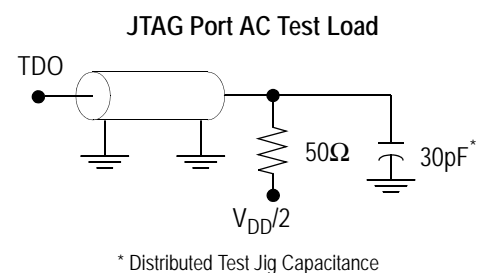 JTAG Port AC Test Load
TDO
50Ω
30pF*
VDD/2
* Distributed Test Jig Capacitance